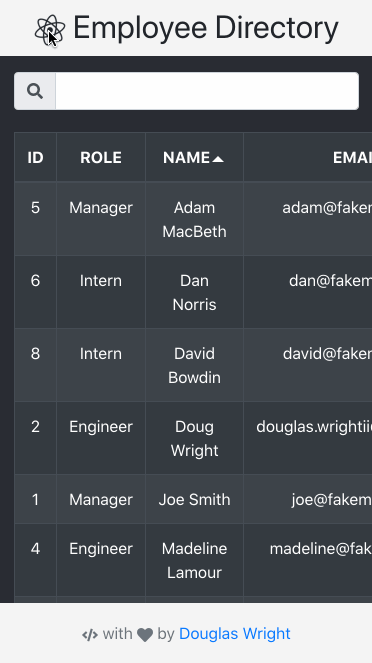 Employee Directory
ID ROLE NAME EMAI
5 Manager Adam MacBeth adam@faker
6 Intern Dan Norris dan@fakem
8 Intern David Bowdin david@faker
2 Engineer Doug Wright douglas.wrightii
1 Manager Joe Smith joe@fakem
4 Engineer Madeline Lamour madeline@fak
</> with by Douglas Wright